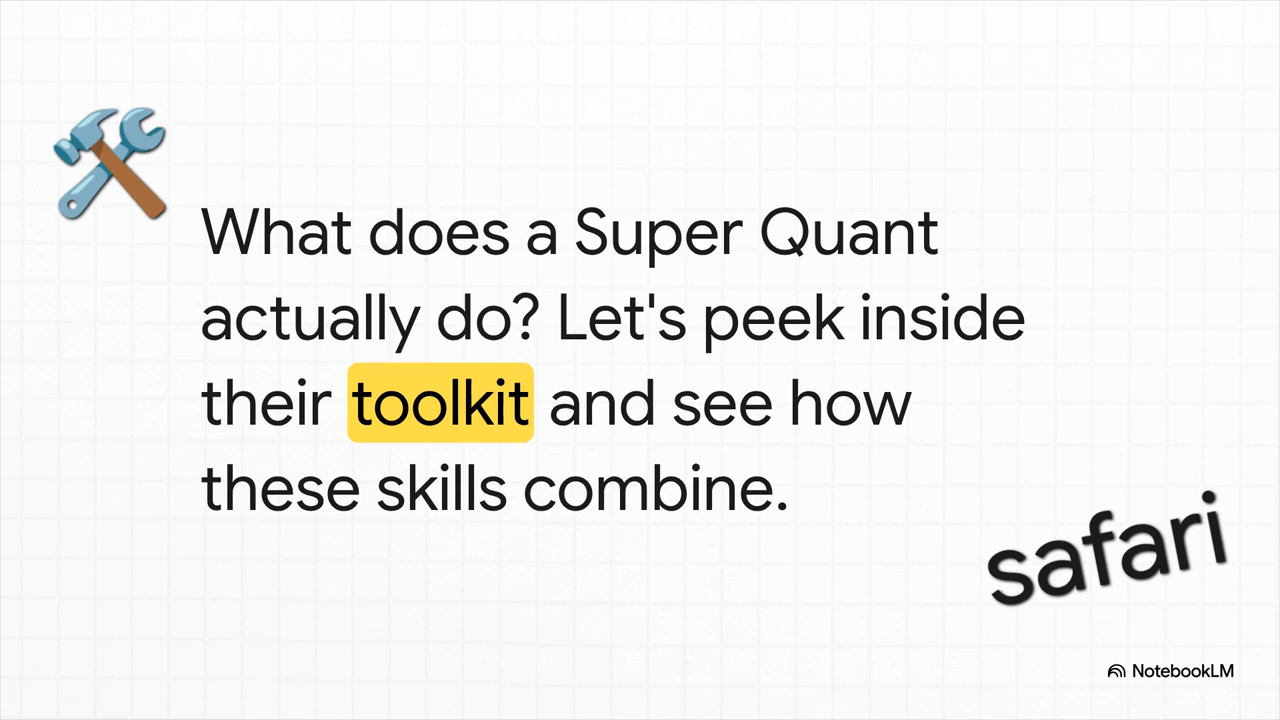 What does a Super Quant
actually do? Let's peek inside
their toolkit and see how
these skills combine.
safari
NotebookLM